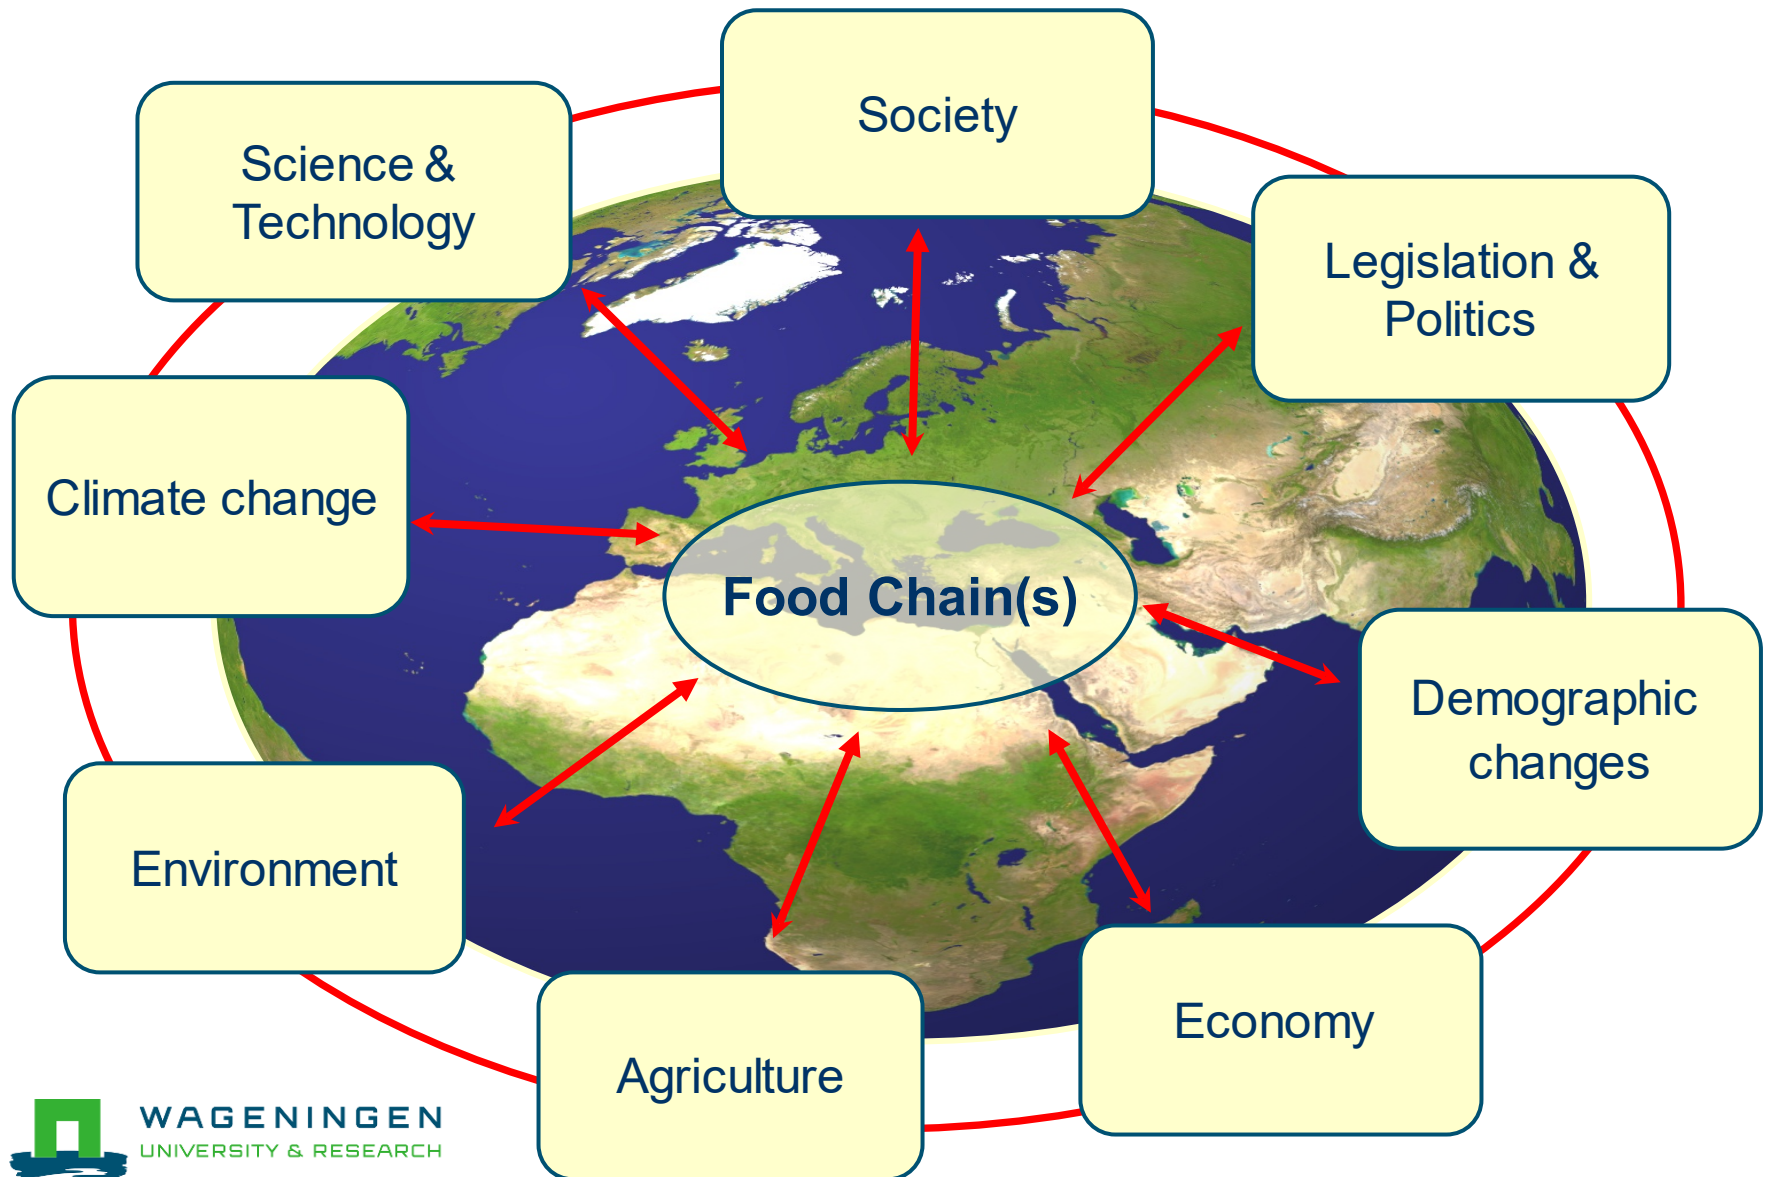 Society
Science &
Technology
Legislation &
Politics
Climate change
Food Chain(s)
Demographic
changes
Environment
Economy
Agriculture
WAGENINGEN
UNIVERSITY & RESEARCH